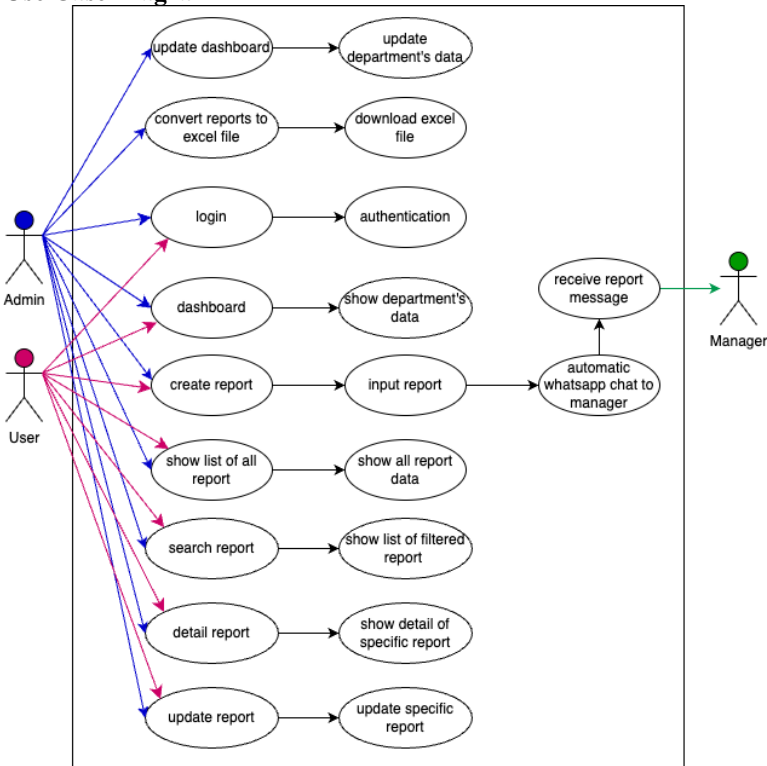 update dashboard
update
department's data
convert reports to
excel file
download excel
file
login
authentication
Admin
dashboard
show department's
data
receive report
message
Manager
User
create report
input report
automatic
whatsapp chat to
manager
show list of all
report
show all report
data
search report
show list of filtered
report
detail report
show detail of
specific report
update report
update specific
report